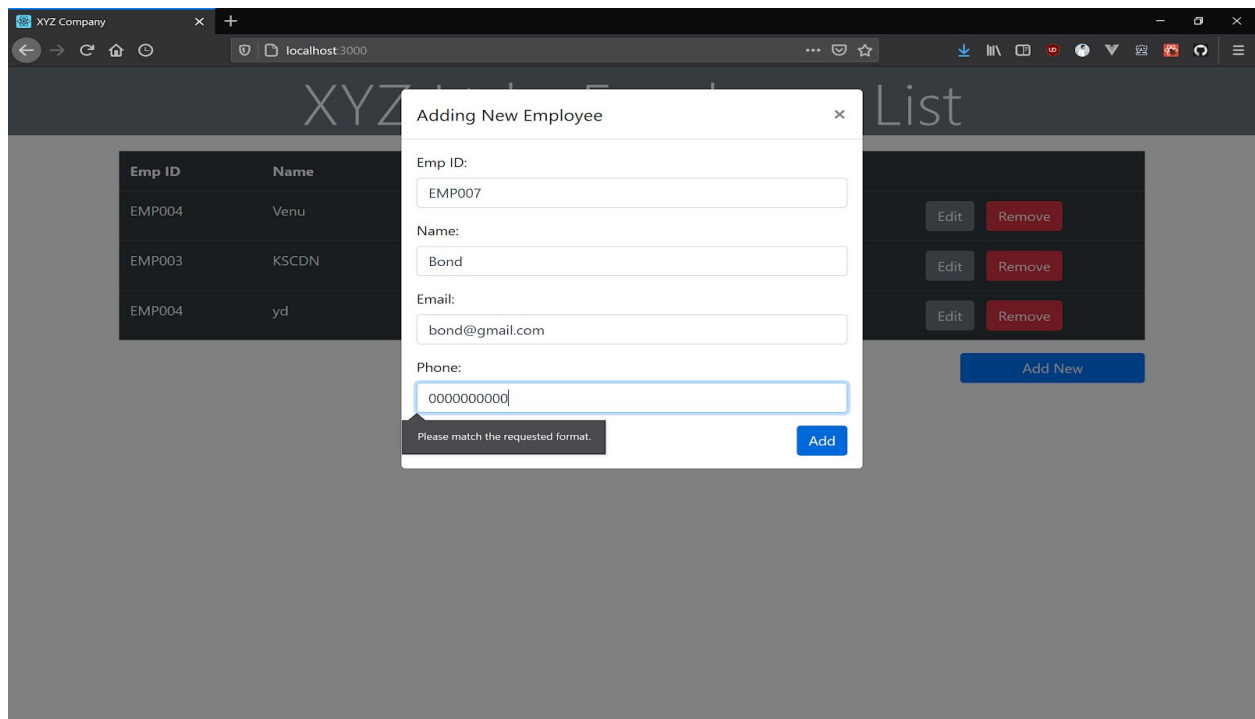 XYZ Company
localhost:3000
XYZ List
Adding New Employee
Emp ID Name
Emp ID:
EMP007
EMP004 Venu Edit Remove
Name:
Bond
EMP003 KSCDN Edit Remove
Email:
bond@gmail.com
EMP004 yd Edit Remove
Phone:
0000000000
Add New
Please match the requested format.
Add